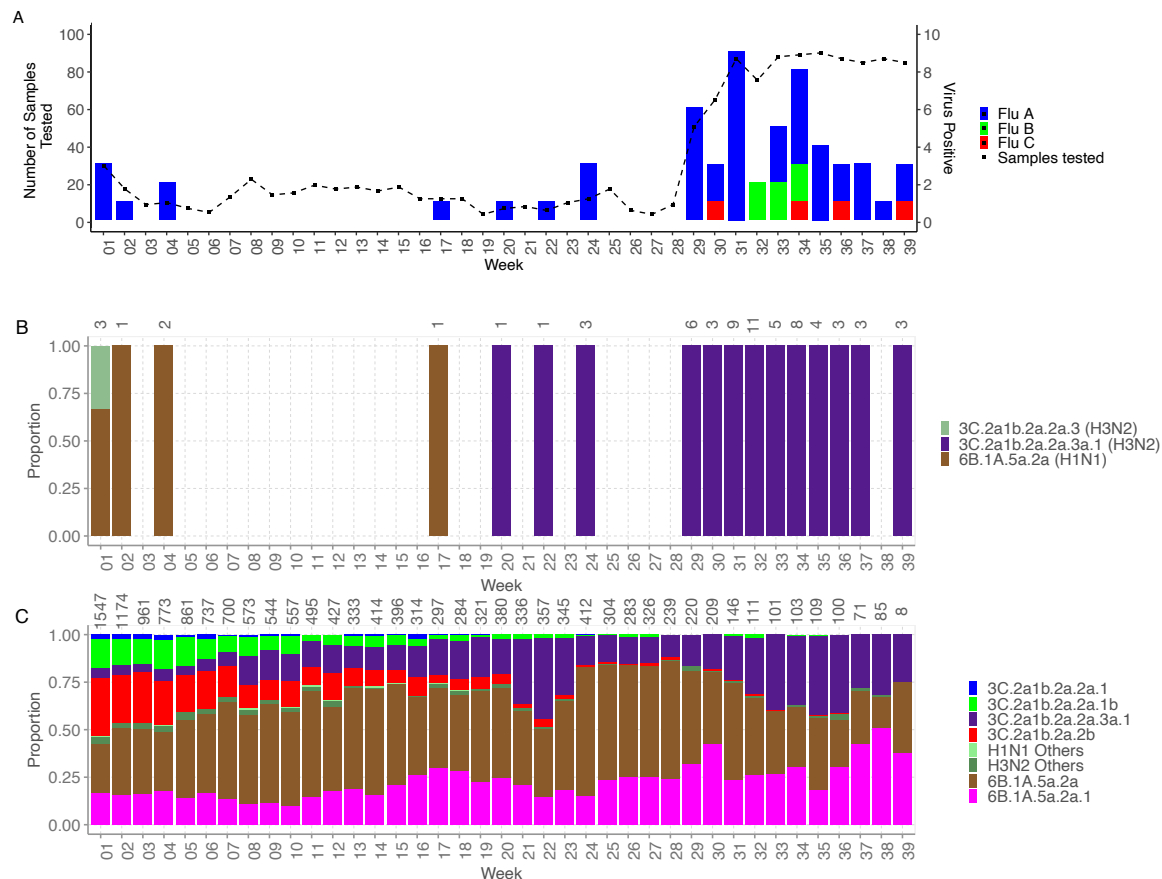 A
Number of Samples
Tested
100
80
60
40
20
0
10
8
6
4
2
0
Virus Positive
Flu A
Flu B
Flu C
Samples tested
01 02 03 04 05 06 07 08 09 10 11 12 13 14 15 16 17 18 19 20 21 22 23 24 25 26 27 28 29 30 31 32 33 34 35 36 37 38 39
Week
B
3 1 2 1 1 1 3 6 3 9 11 5 8 4 3 3 3
Proportion
1.00
0.75
0.50
0.25
0.00
3C.2a1b.2a.2a.3 (H3N2)
3C.2a1b.2a.2a.3a.1 (H3N2)
6B.1A.5a.2a (H1N1)
01 02 03 04 05 06 07 08 09 10 11 12 13 14 15 16 17 18 19 20 21 22 23 24 25 26 27 28 29 30 31 32 33 34 35 36 37 38 39
Week
C
1547 1174 961 773 861 737 700 573 544 557 495 427 333 414 396 314 297 284 321 380 336 357 345 412 304 283 326 239 220 209 146 111 101 103 109 100 71 85 8
Proportion
1.00
0.75
0.50
0.25
0.00
3C.2a1b.2a.2a.1
3C.2a1b.2a.2a.1b
3C.2a1b.2a.2a.3a.1
3C.2a1b.2a.2b
H1N1 Others
H3N2 Others
6B.1A.5a.2a
6B.1A.5a.2a.1
01 02 03 04 05 06 07 08 09 10 11 12 13 14 15 16 17 18 19 20 21 22 23 24 25 26 27 28 29 30 31 32 33 34 35 36 37 38 39
Week